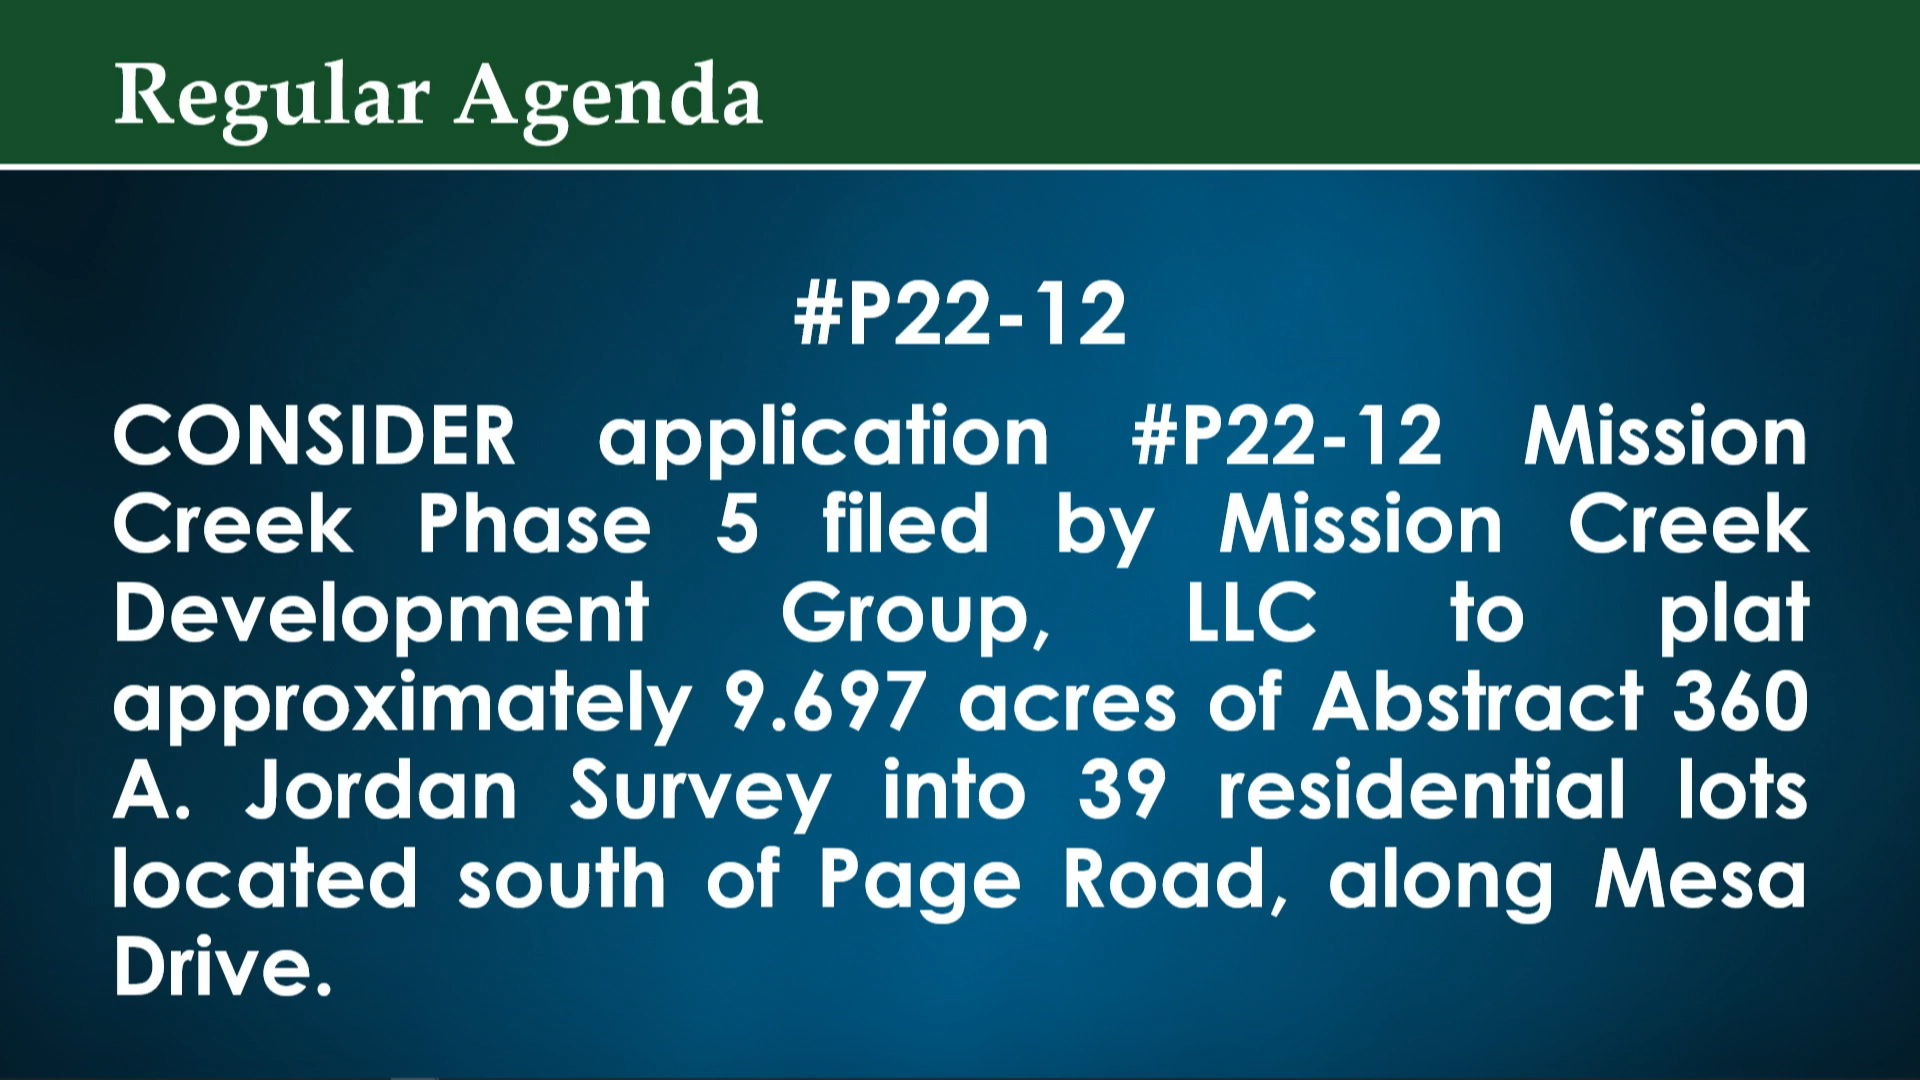 Regular Agenda
#P22-12
CONSIDER application #P22-12 Mission
Creek Phase 5 filed by Mission Creek
Development Group, LLC to plat
approximately 9.697 acres of Abstract 360
A. Jordan Survey into 39 residential lots
located south of Page Road, along Mesa
Drive.